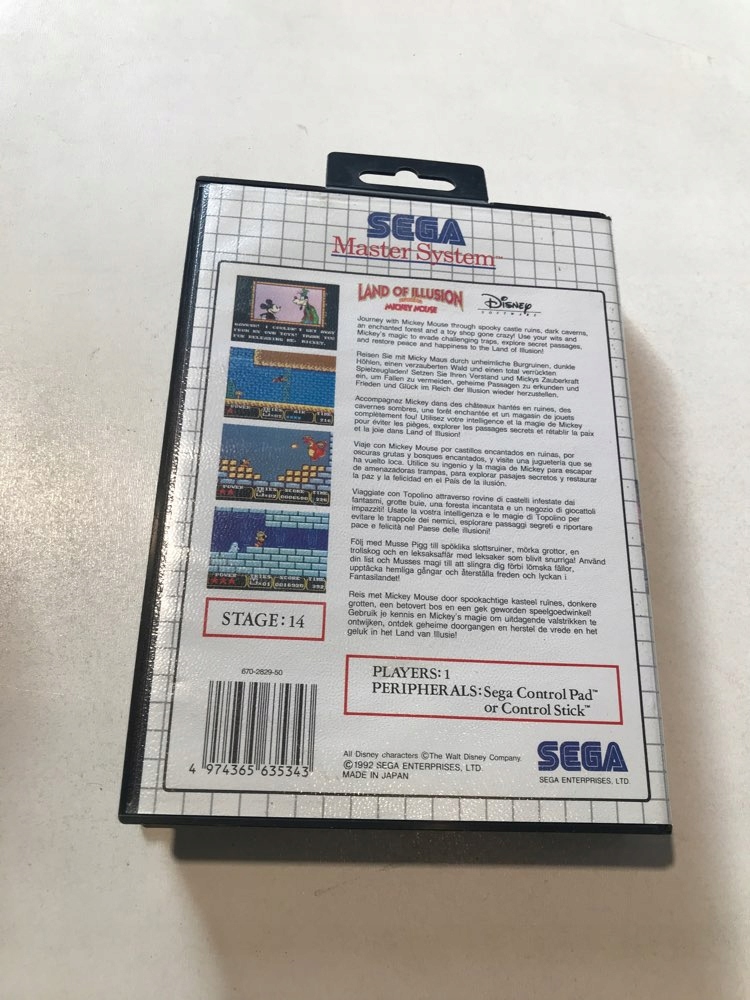 SEGA
Master System™
LAND OF ILLUSION
MICKEY MOUSE
Disney
SOFTWARE
Journey with Mickey Mouse through spooky castle ruins, dark caverns,
an enchanted forest and a toy shop gone crazy! Use your wits and
Mickey's magic to evade challenging traps, explore secret passages,
and restore peace and happiness to the Land of Illusion!
Reisen Sie mit Micky Maus durch unheimliche Burgruinen, dunkle
Höhlen, einen verzauberten Wald und einen total verrückten
Spielzeugladen! Setzen Sie Ihren Verstand und Mickys Zauberkraft
ein, um Fallen zu vermeiden, geheime Passagen zu erkunden und
Frieden und Glück im Reich der Illusion wieder herzustellen.
Accompagnez Mickey dans des châteaux hantés en ruines, des
cavernes sombres, une forêt enchantée et un magasin de jouets
complètement fou! Utilisez votre intelligence et la magie de Mickey
pour éviter les pièges, explorer les passages secrets et rétablir la paix
et la joie dans Land of Illusion!
Viaje con Mickey Mouse por castillos encantados en ruinas, por
oscuras grutas y bosques encantados, y visite una juguetería que se
ha vuelto loca. Utilice su ingenio y la magia de Mickey para escapar
de amenazadoras trampas, para explorar pasajes secretos y restaurar
la paz y la felicidad en el País de la ilusión.
Viaggiate con Topolino attraverso rovine di castelli infestate dai
fantasmi, grotte buie, una foresta incantata e un negozio di giocattoli
impazziti! Usate la vostra intelligenza e le magie di Topolino per
evitare le trappole dei nemici, esplorare passaggi segreti e riportare
pace e felicità nel Paese delle illusioni!
Följ med Musse Pigg till spöklika slottsruiner, mörka grottor, en
trollskog och en leksaksaffär med leksaker som blivit snurriga! Använd
din list och Musses magi till att slingra dig förbi lömska fällor,
upptäcka hemliga gångar och återställa freden och lyckan i
Fantasilandet!
Reis met Mickey Mouse door spookachtige kasteel ruines, donkere
grotten, een betovert bos en een gek geworden speelgoedwinkel!
Gebruik je kennis en Mickey's magie om uitdagende valstrikken te
ontwijken, ontdek geheime doorgangen en herstel de vrede en het
geluk in het Land van Illusie!
STAGE: 14
PLAYERS: 1
PERIPHERALS: Sega Control Pad™
or Control Stick™
670-2829-50
4 974365 635343
All Disney characters ©The Walt Disney Company.
©1992 SEGA ENTERPRISES, LTD.
MADE IN JAPAN
SEGA
SEGA ENTERPRISES, LTD.